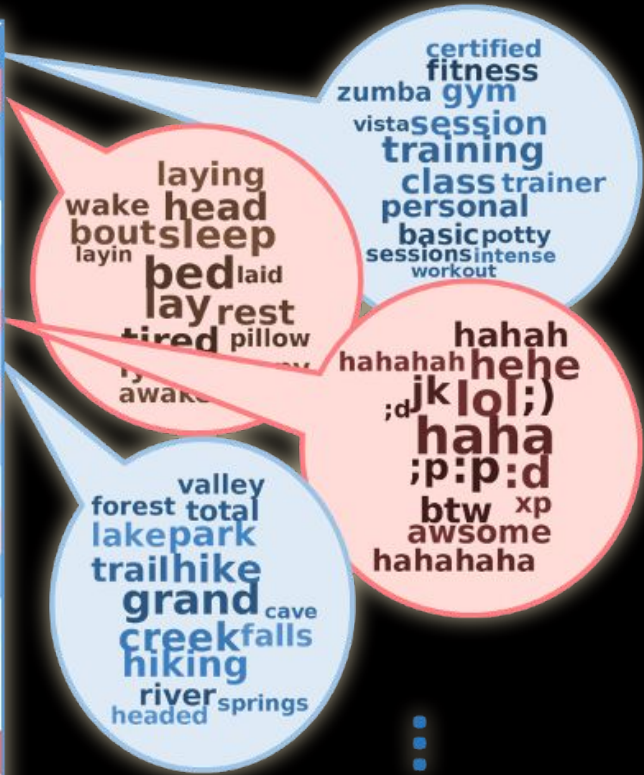 certified
fitness
zumba gym
vista session
training
class trainer
personal
basic potty
sessions intense
workout
laying
wake head
bout sleep
layin
bed laid
lay rest
tired pillow
hahah
hahahah hehe
;d jk lol ;)
haha
;p :p :d
btw xp
awsome
hahahaha
valley
forest total
lake park
trail hike
grand cave
creek falls
hiking
river springs
headed